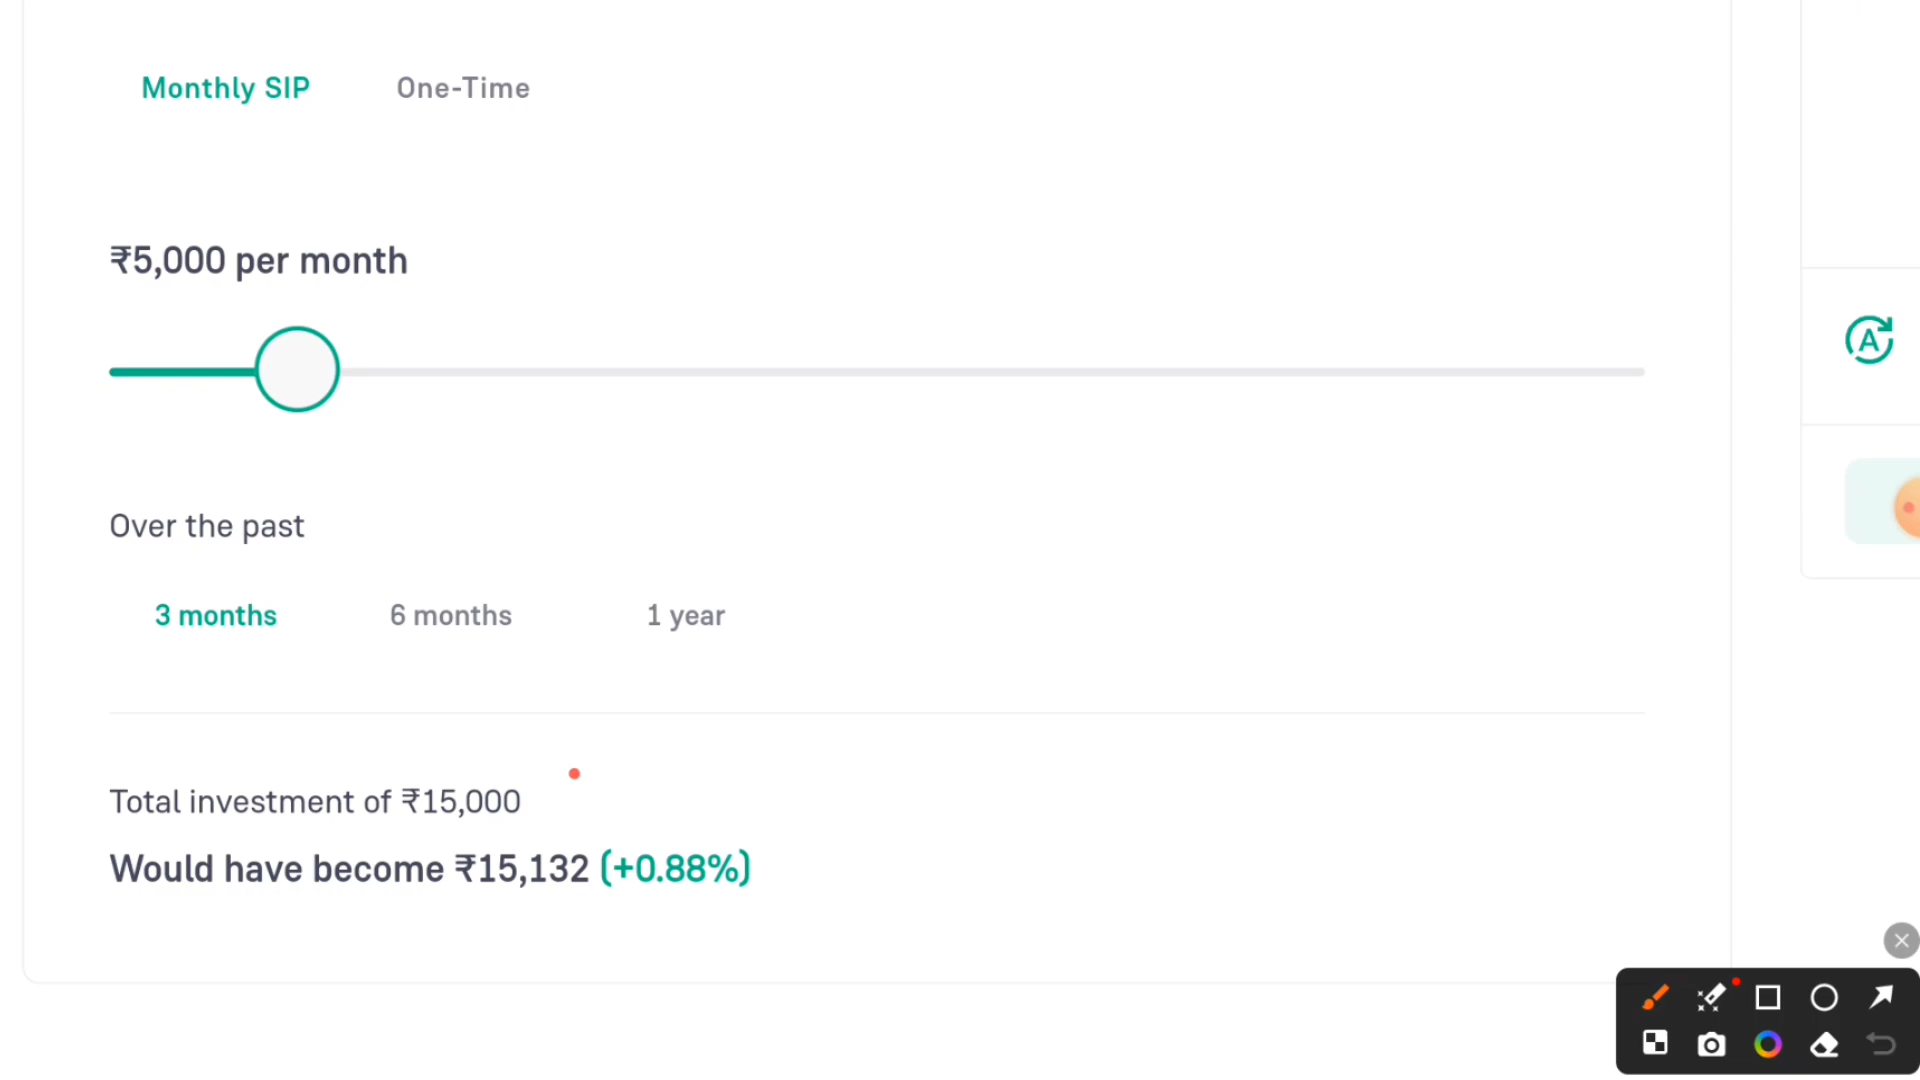 Monthly SIP One-Time
₹5,000 per month
Over the past
3 months 6 months 1 year
Total investment of ₹15,000
Would have become ₹15,132 (+0.88%)
A